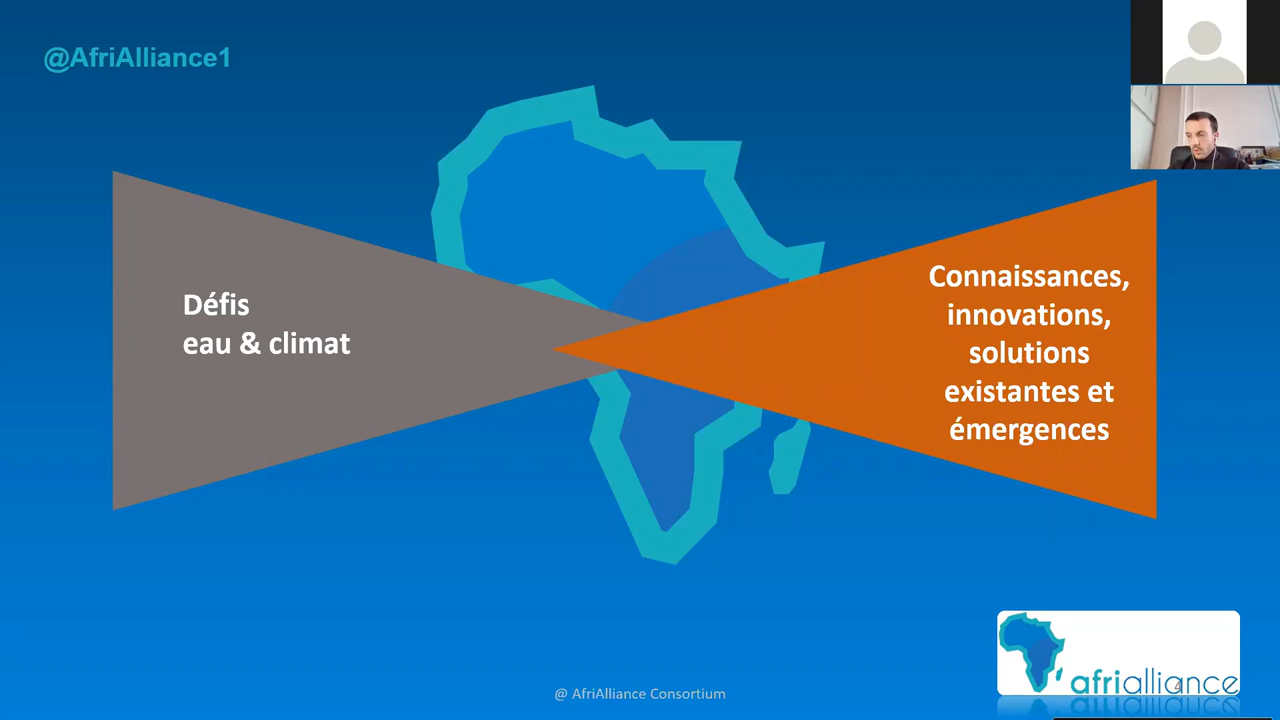 @AfriAlliance1
Défis
eau & climat
Connaissances,
innovations,
solutions
existantes et
émergences
afrialliance
@ AfriAlliance Consortium